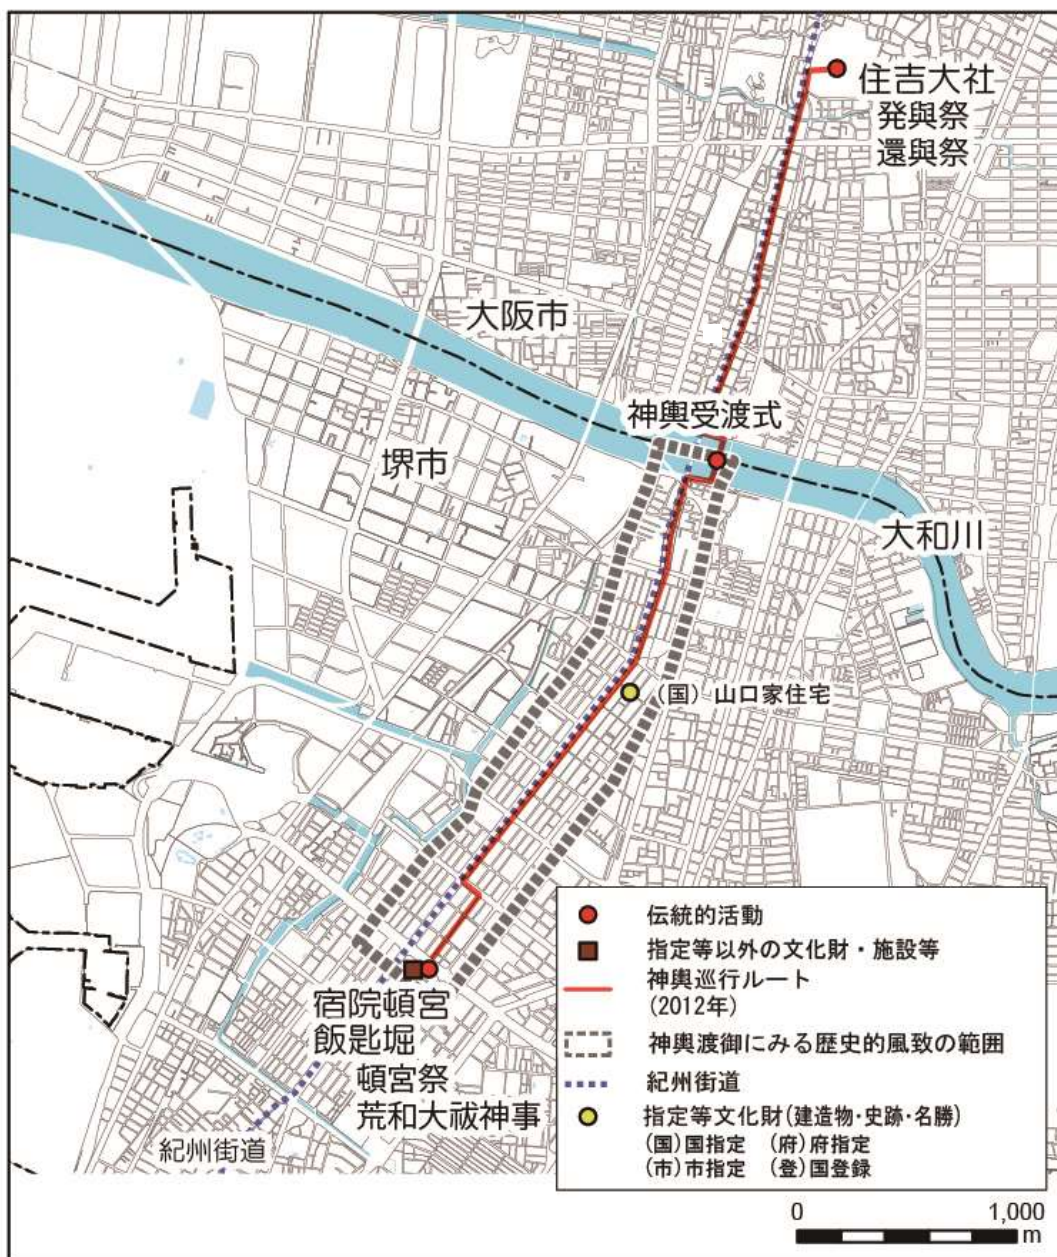 住吉大社
発輿祭
還輿祭
大阪市
神輿受渡式
堺市
大和川
(国) 山口家住宅
宿院頓宮
飯匙堀
頓宮祭
荒和大祓神事
紀州街道
伝統的活動
指定等以外の文化財・施設等
神輿巡行ルート
(2012年)
神輿渡御にみる歴史的風致の範囲
紀州街道
指定等文化財(建造物・史跡・名勝)
(国)国指定 (府)府指定
(市)市指定 (登)国登録
0 1,000
m